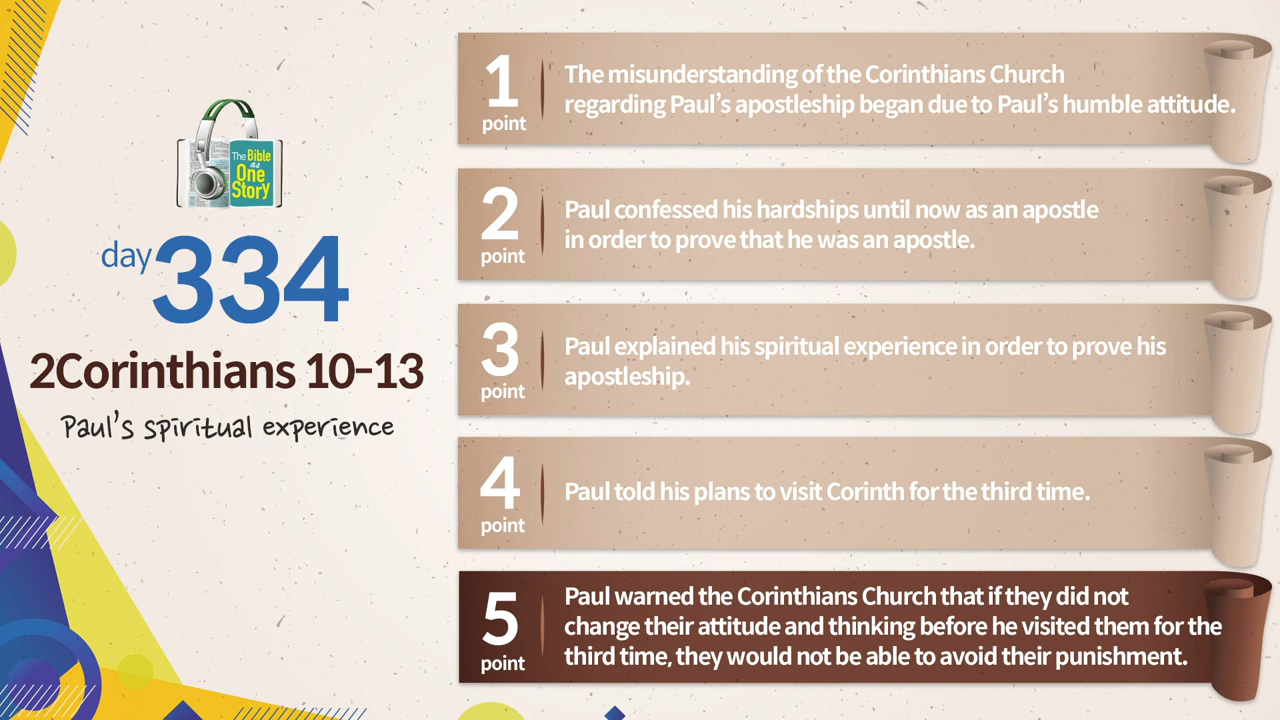 The Bible
as
One
Story
day 334
2Corinthians 10-13
Paul's spiritual experience
1
point
The misunderstanding of the Corinthians Church
regarding Paul's apostleship began due to Paul's humble attitude.
2
point
Paul confessed his hardships until now as an apostle
in order to prove that he was an apostle.
3
point
Paul explained his spiritual experience in order to prove his
apostleship.
4
point
Paul told his plans to visit Corinth for the third time.
5
point
Paul warned the Corinthians Church that if they did not
change their attitude and thinking before he visited them for the
third time, they would not be able to avoid their punishment.